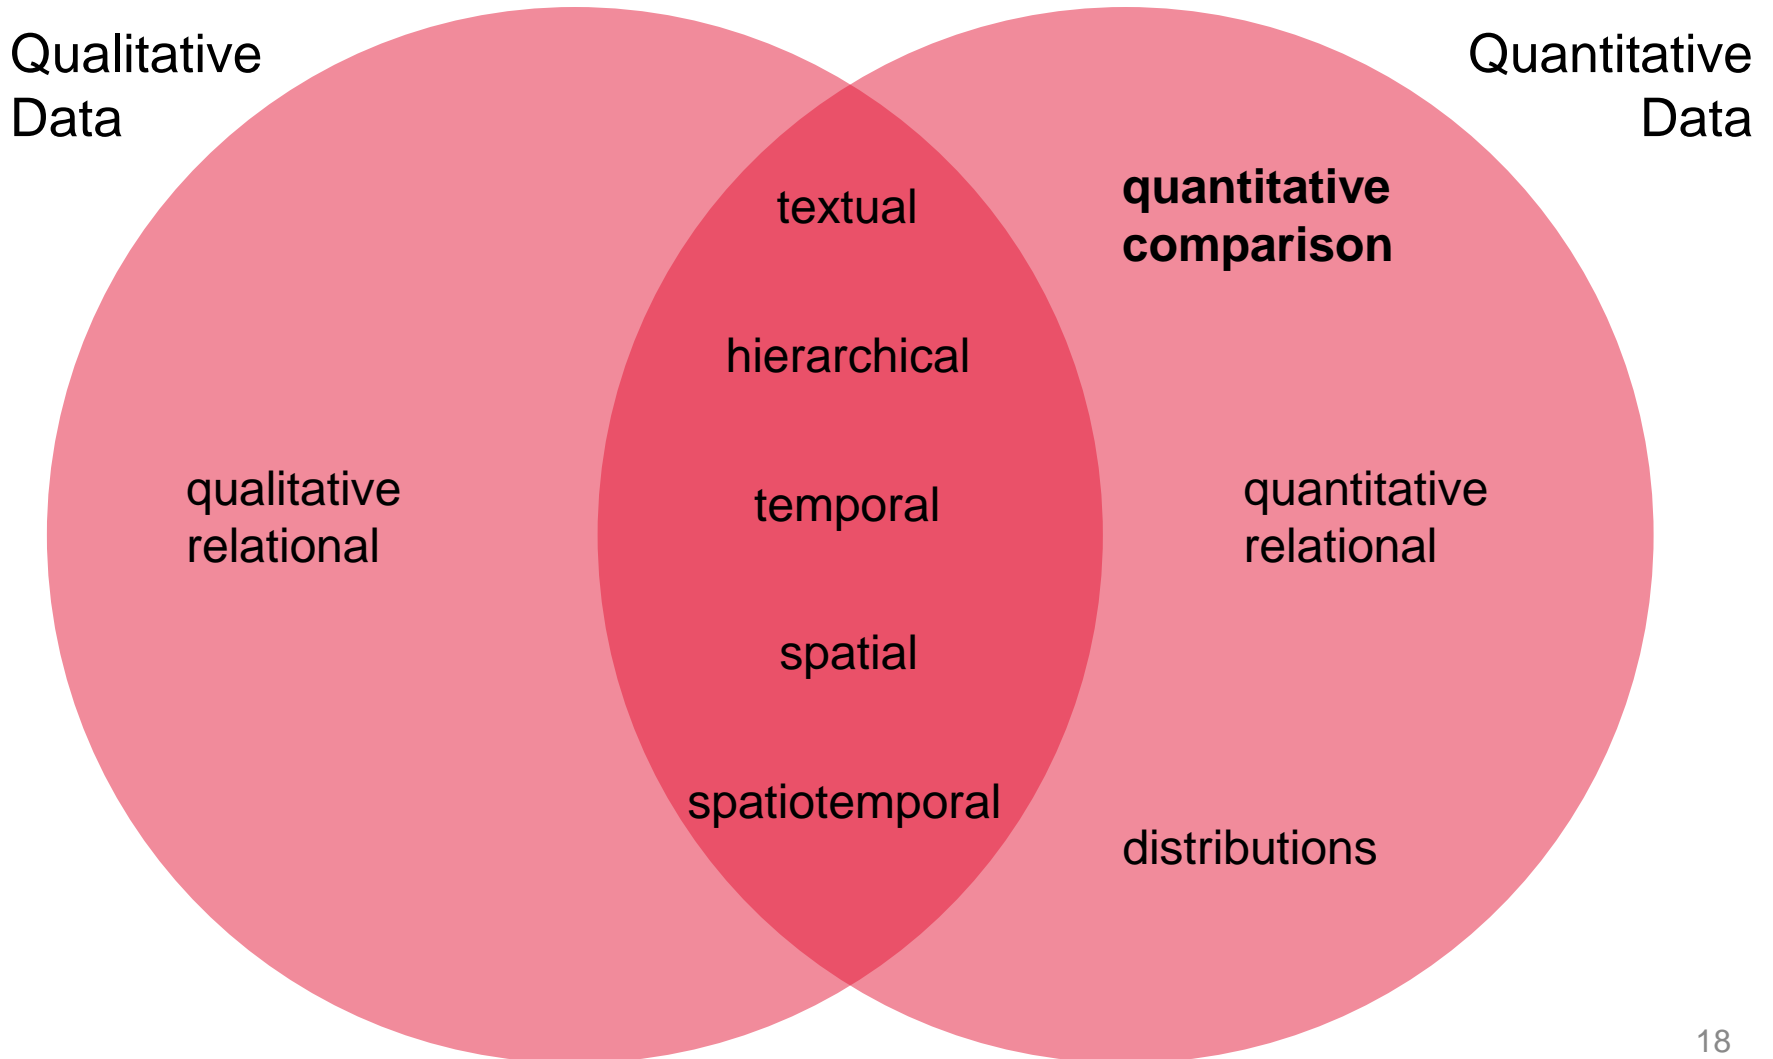 Qualitative
Data
Quantitative
Data
textual
hierarchical
temporal
spatial
spatiotemporal
qualitative
relational
quantitative
comparison
quantitative
relational
distributions
18